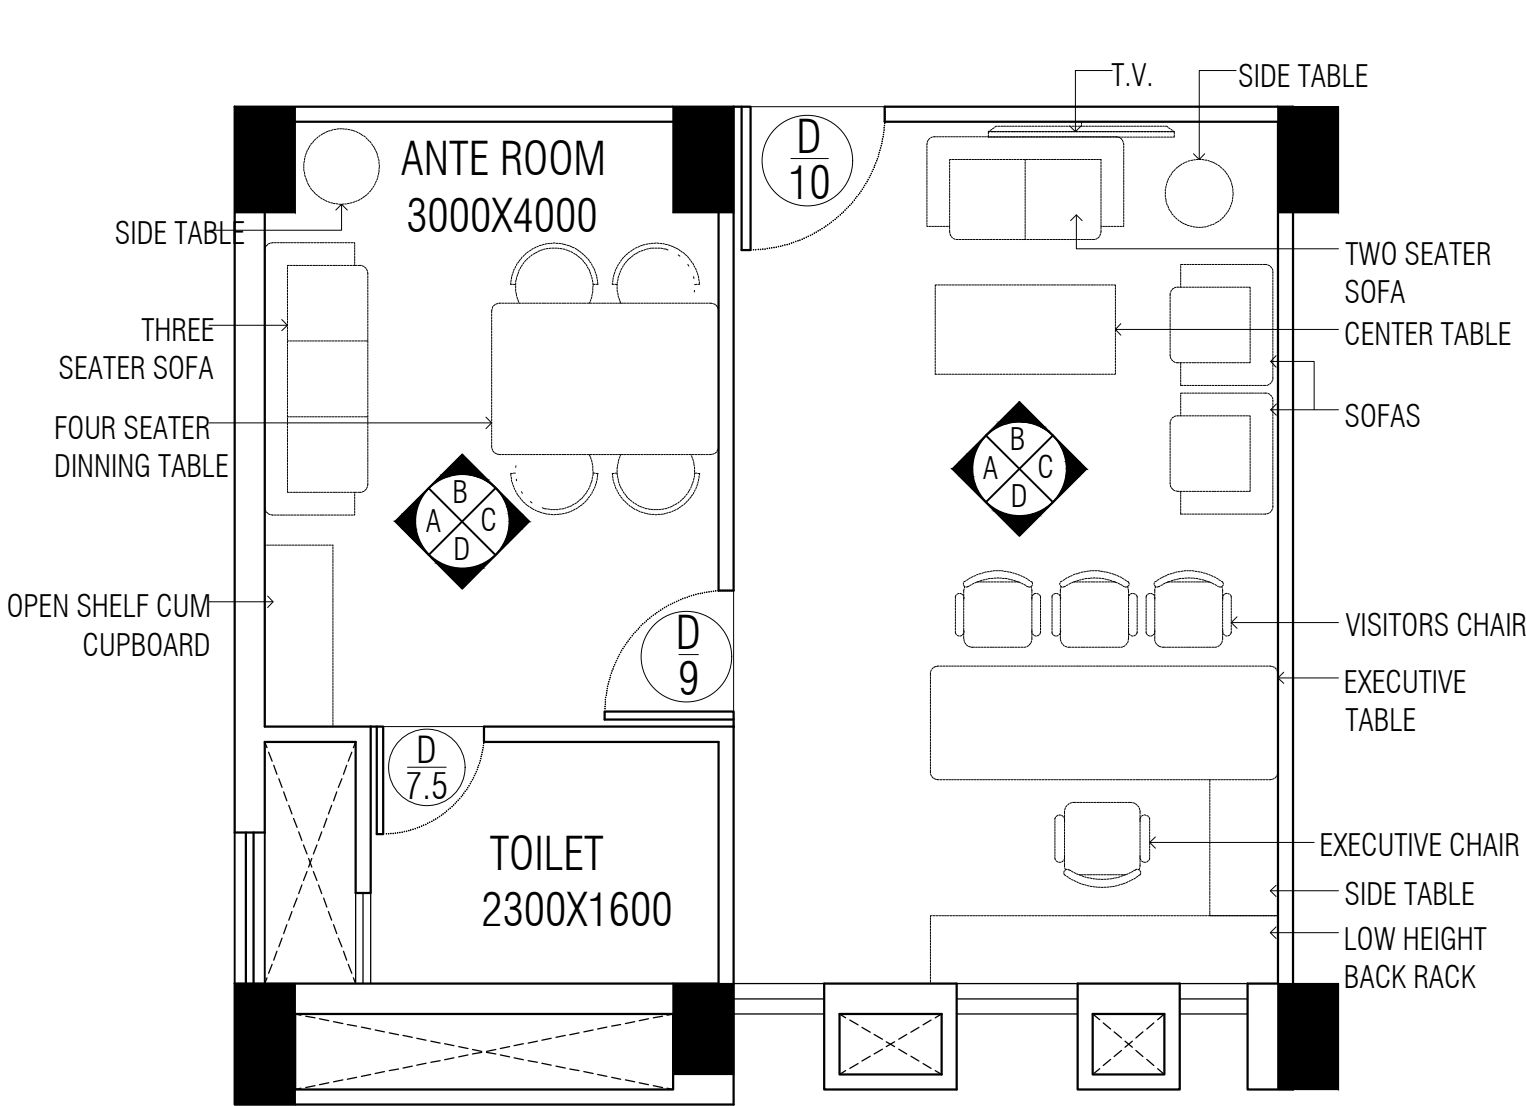 T.V.
SIDE TABLE
ANTE ROOM
3000X4000
D
10
SIDE TABLE
TWO SEATER
SOFA
THREE
SEATER SOFA
CENTER TABLE
SOFAS
FOUR SEATER
DINNING TABLE
B
A C
D
B
A C
D
OPEN SHELF CUM
CUPBOARD
D
9
VISITORS CHAIR
EXECUTIVE
TABLE
D
7.5
TOILET
2300X1600
EXECUTIVE CHAIR
SIDE TABLE
LOW HEIGHT
BACK RACK